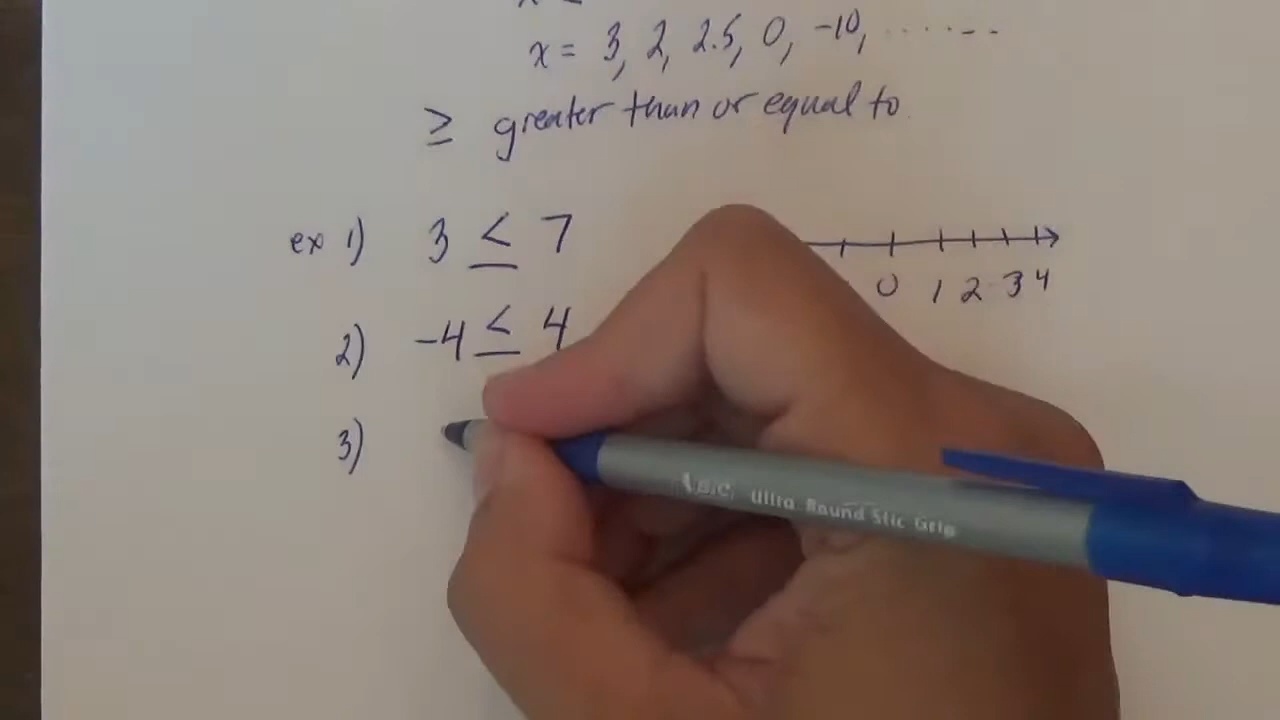 x = 3, 2, 2.5, 0, -10, .......
≥ greater than or equal to
ex 1) 3 ≤ 7
0 1 2 3 4
2) -4 ≤ 4
3)
BIC Ultra Round Stic Grip